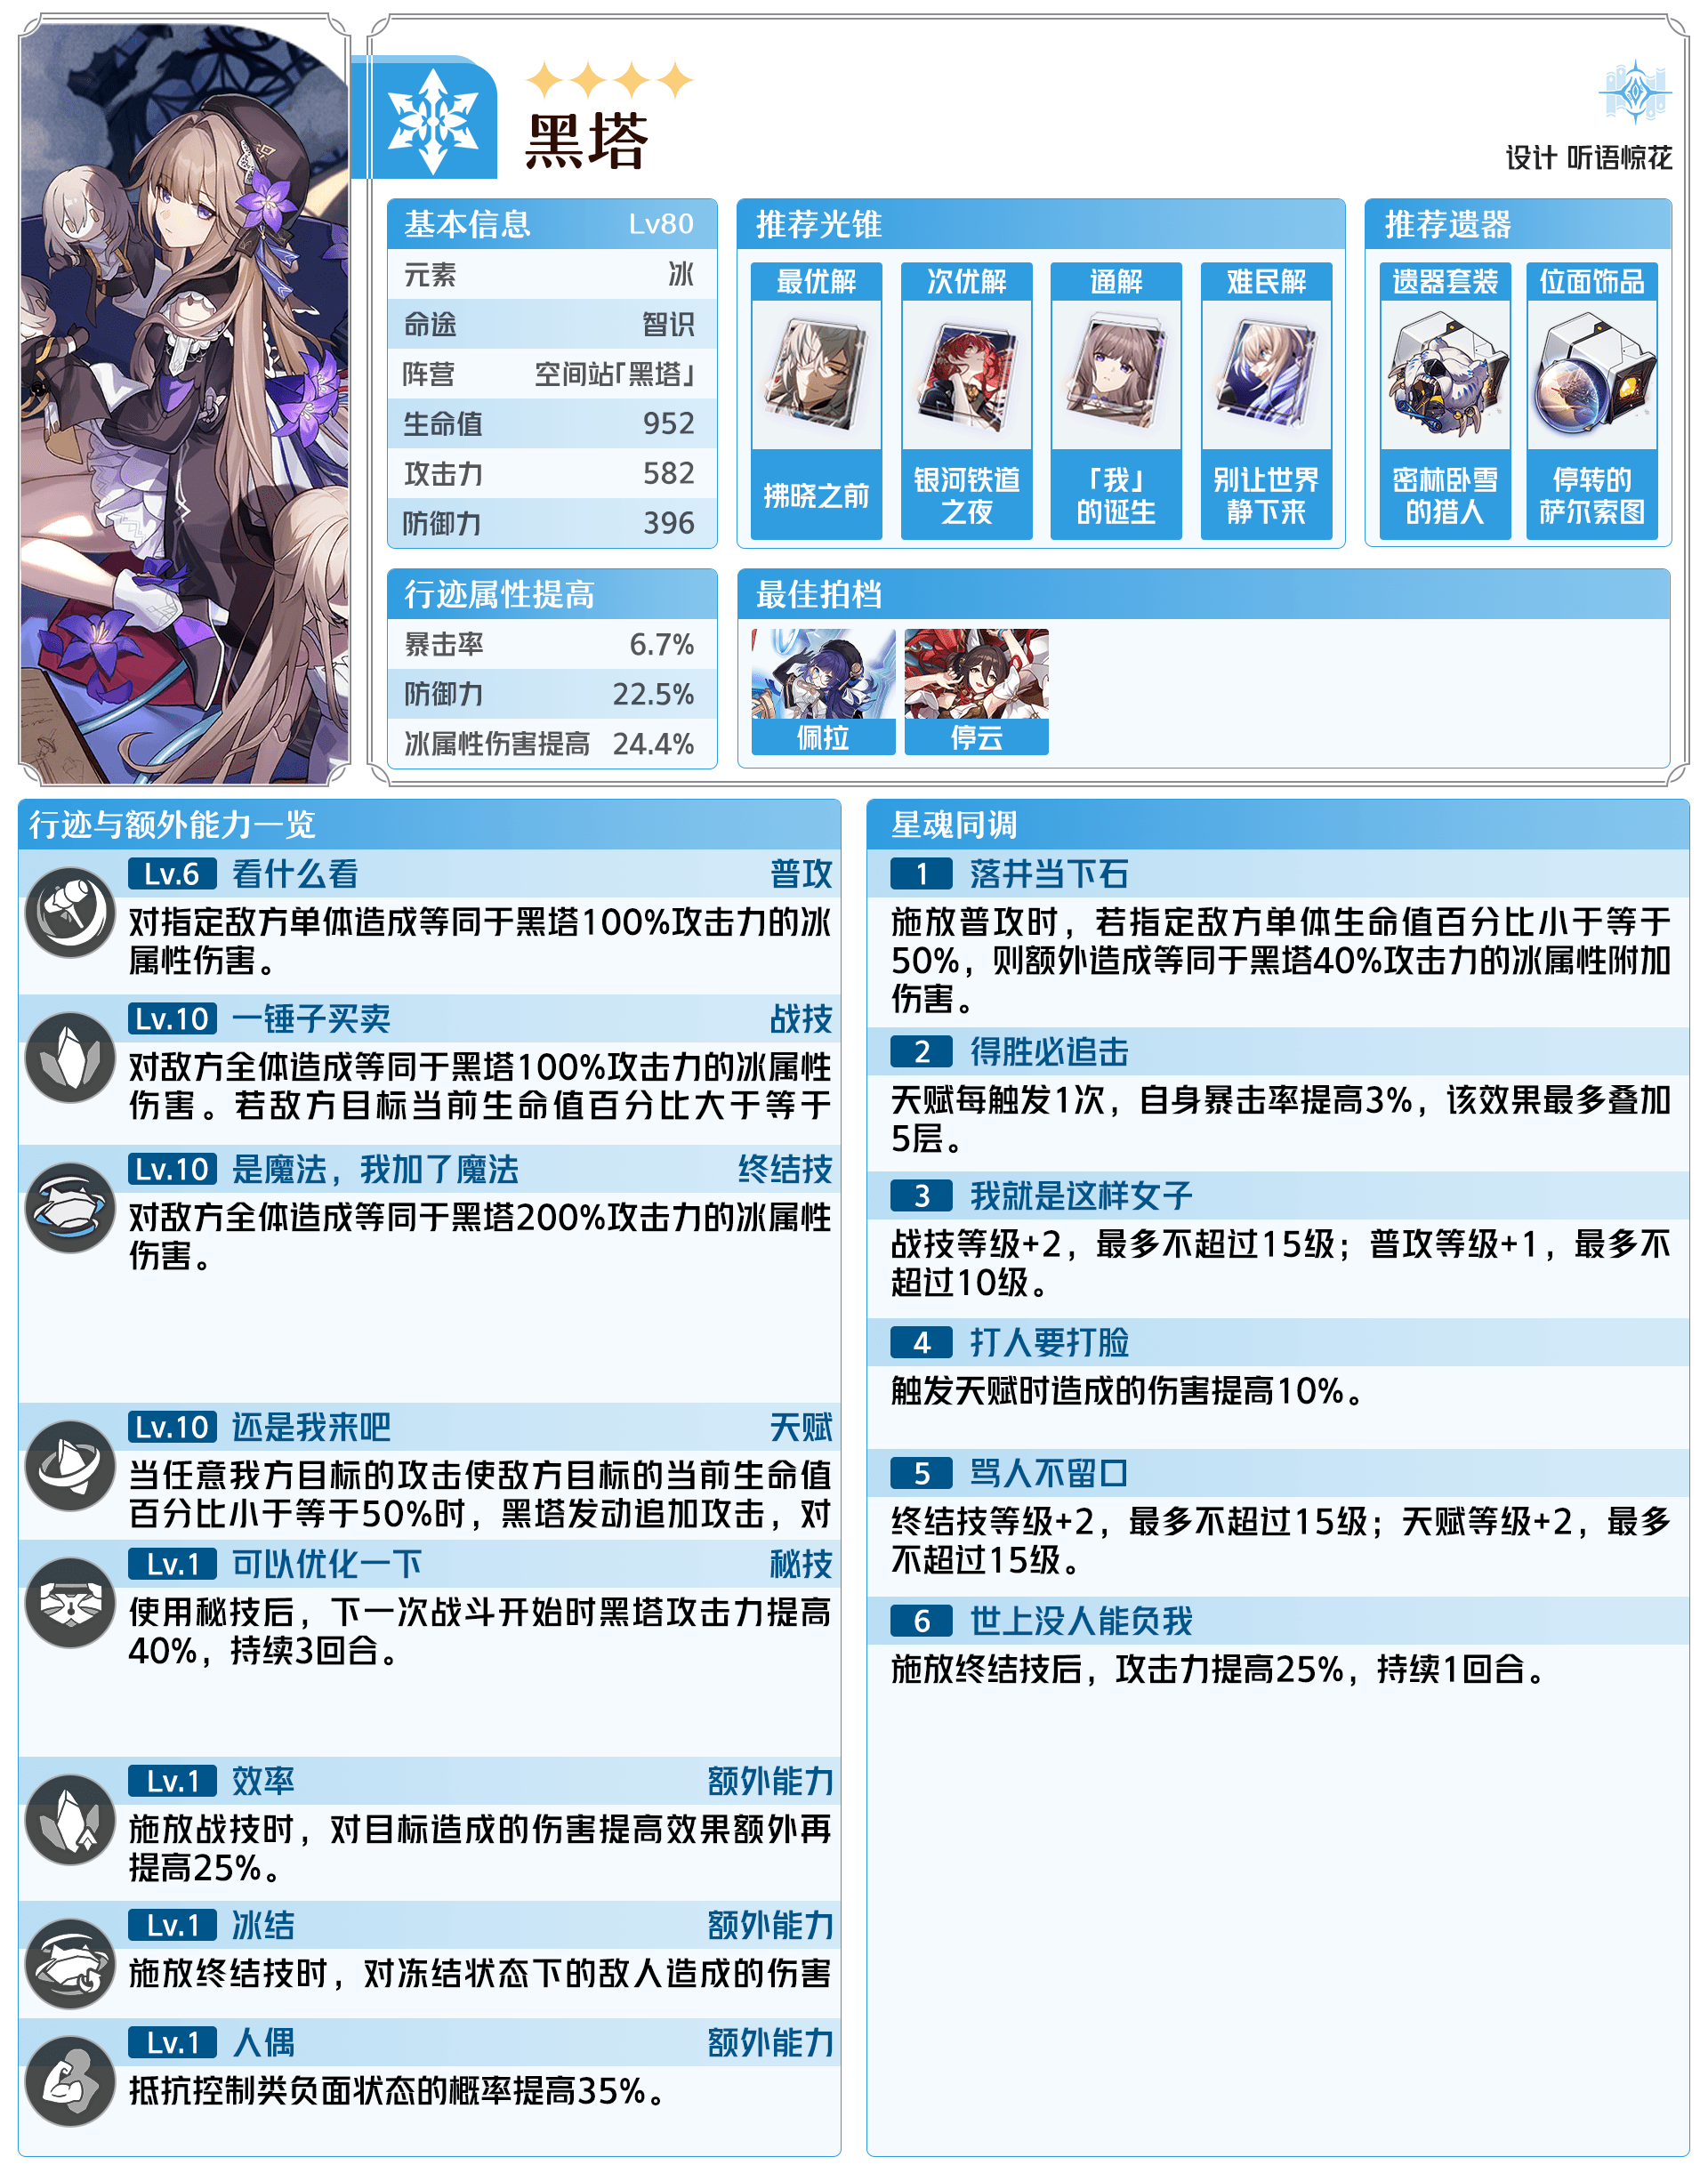 黑塔
设计 听语惊花
基本信息 Lv80
元素 冰
命途 智识
阵营 空间站「黑塔」
生命值 952
攻击力 582
防御力 396
推荐光锥
最优解
拂晓之前
次优解
银河铁道
之夜
通解
「我」
的诞生
难民解
别让世界
静下来
推荐遗器
遗器套装
密林卧雪
的猎人
位面饰品
停转的
萨尔索图
行迹属性提高
暴击率 6.7%
防御力 22.5%
冰属性伤害提高 24.4%
最佳拍档
佩拉
停云
行迹与额外能力一览
Lv.6 看什么看 普攻
对指定敌方单体造成等同于黑塔100%攻击力的冰
属性伤害。
Lv.10 一锤子买卖 战技
对敌方全体造成等同于黑塔100%攻击力的冰属性
伤害。若敌方目标当前生命值百分比大于等于
Lv.10 是魔法，我加了魔法 终结技
对敌方全体造成等同于黑塔200%攻击力的冰属性
伤害。
Lv.10 还是我来吧 天赋
当任意我方目标的攻击使敌方目标的当前生命值
百分比小于等于50%时，黑塔发动追加攻击，对
Lv.1 可以优化一下 秘技
使用秘技后，下一次战斗开始时黑塔攻击力提高
40%，持续3回合。
Lv.1 效率 额外能力
施放战技时，对目标造成的伤害提高效果额外再
提高25%。
Lv.1 冰结 额外能力
施放终结技时，对冻结状态下的敌人造成的伤害
Lv.1 人偶 额外能力
抵抗控制类负面状态的概率提高35%。
星魂同调
1 落井当下石
施放普攻时，若指定敌方单体生命值百分比小于等于
50%，则额外造成等同于黑塔40%攻击力的冰属性附加
伤害。
2 得胜必追击
天赋每触发1次，自身暴击率提高3%，该效果最多叠加
5层。
3 我就是这样女子
战技等级+2，最多不超过15级；普攻等级+1，最多不
超过10级。
4 打人要打脸
触发天赋时造成的伤害提高10%。
5 骂人不留口
终结技等级+2，最多不超过15级；天赋等级+2，最多
不超过15级。
6 世上没人能负我
施放终结技后，攻击力提高25%，持续1回合。